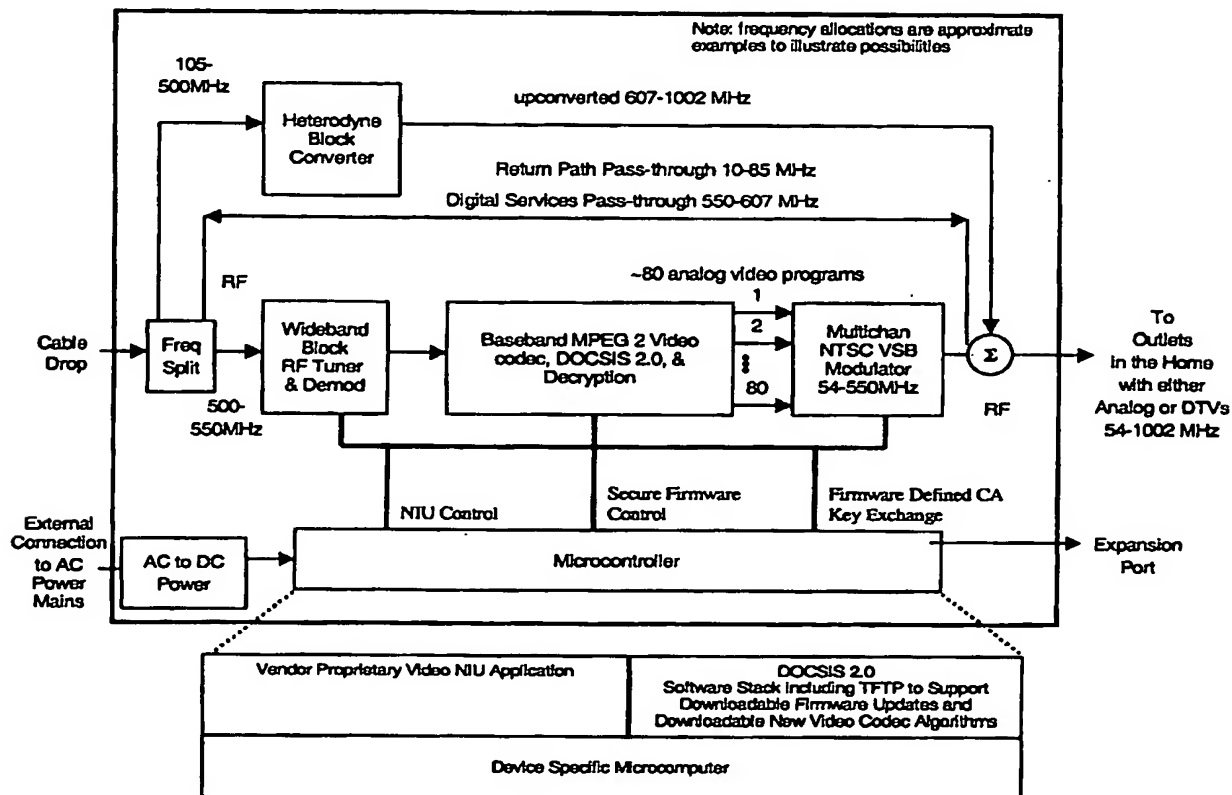 Note: frequency allocations are approximate
examples to illustrate possibilities
105-
500MHz
Heterodyne
Block
Converter
upconverted 607-1002 MHz
Return Path Pass-through 10-85 MHz
Digital Services Pass-through 550-607 MHz
RF
~80 analog video programs
Cable
Drop
Freq
Split
500-
550MHz
Wideband
Block
RF Tuner
& Demod
Baseband MPEG 2 Video
codec, DOCSIS 2.0, &
Decryption
1
2
80
Multichan
NTSC VSB
Modulator
54-550MHz
Σ
RF
To
Outlets
in the Home
with either
Analog or DTVs
54-1002 MHz
NIU Control
Secure Firmware
Control
Firmware Defined CA
Key Exchange
External
Connection
to AC
Power
Mains
AC to DC
Power
Microcontroller
Expansion
Port
Vendor Proprietary Video NIU Application
DOCSIS 2.0
Software Stack including TFTP to Support
Downloadable Firmware Updates and
Downloadable New Video Codec Algorithms
Device Specific Microcomputer